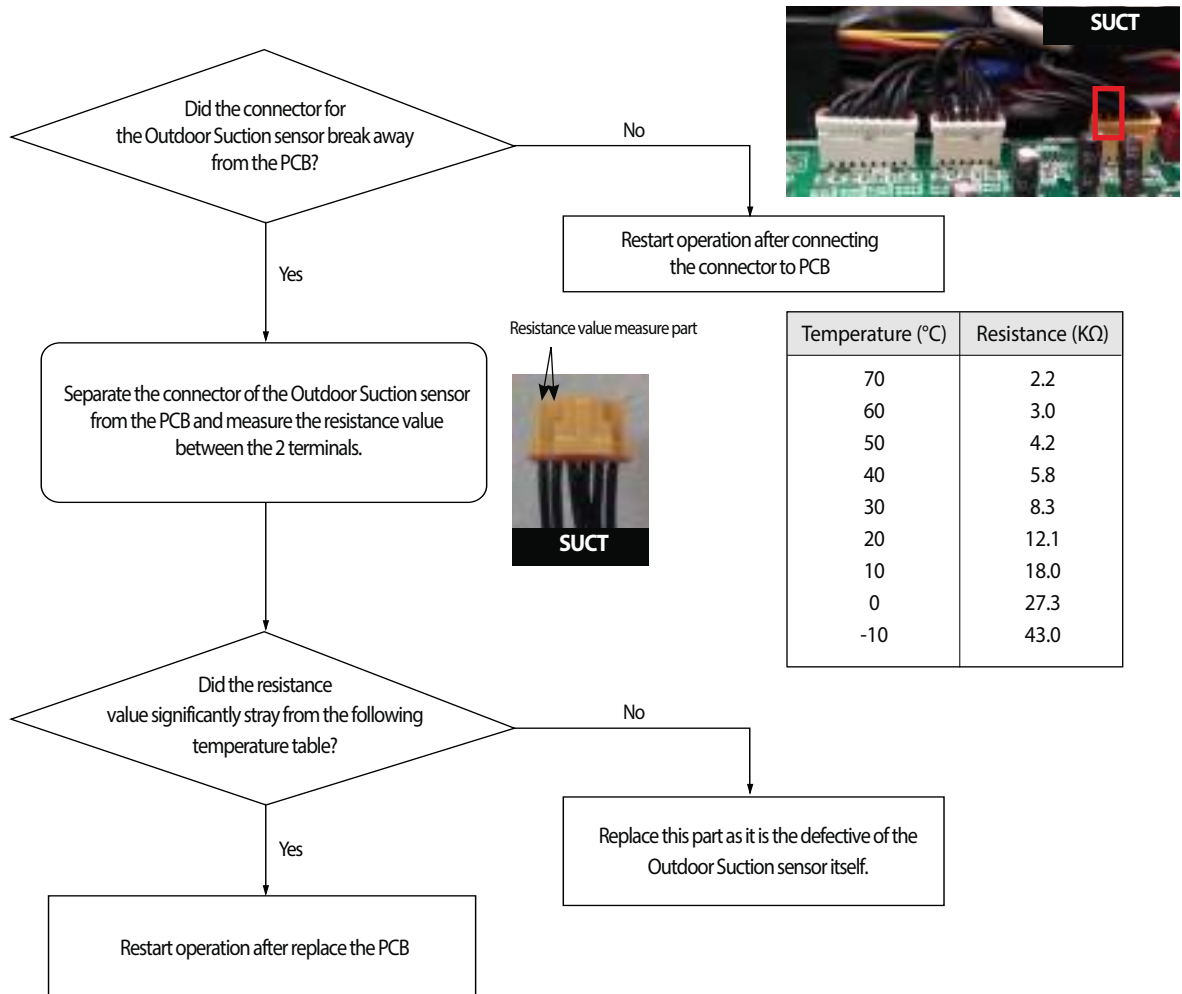 SUCT
Did the connector for
the Outdoor Suction sensor break away
from the PCB?
No
Restart operation after connecting
the connector to PCB
Yes
Resistance value measure part
Separate the connector of the Outdoor Suction sensor
from the PCB and measure the resistance value
between the 2 terminals.
SUCT
Temperature (°C) Resistance (KΩ)
70 2.2
60 3.0
50 4.2
40 5.8
30 8.3
20 12.1
10 18.0
0 27.3
-10 43.0
Did the resistance
value significantly stray from the following
temperature table?
No
Replace this part as it is the defective of the
Outdoor Suction sensor itself.
Yes
Restart operation after replace the PCB